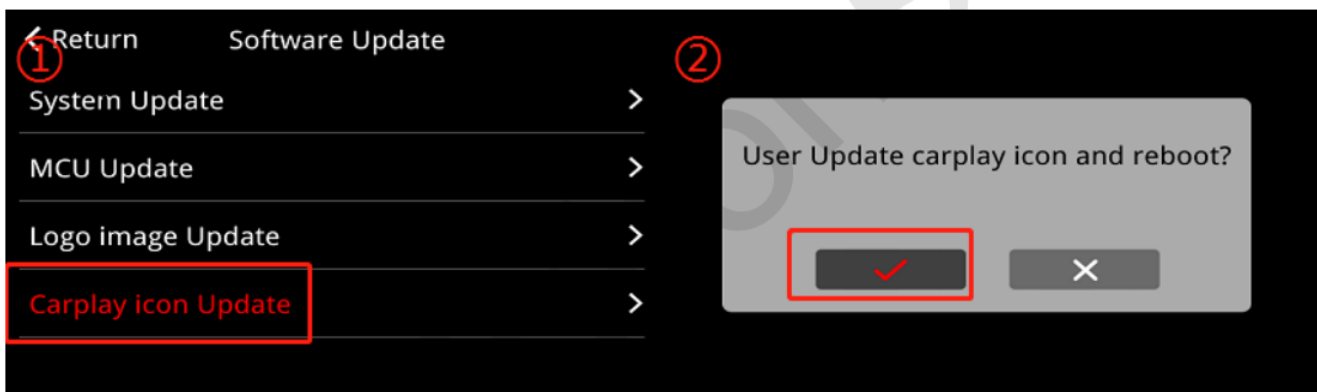 Return Software Update
①
System Update
MCU Update
Logo image Update
Carplay icon Update
②
User Update carplay icon and reboot?